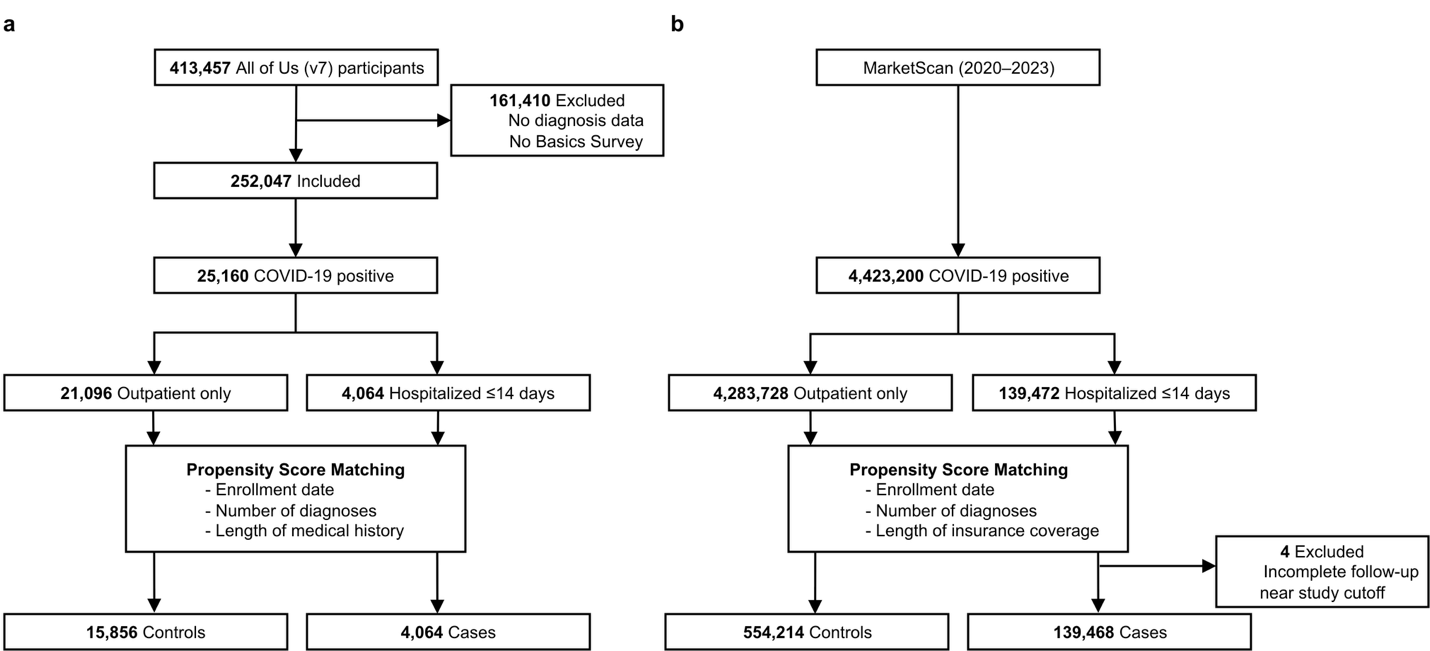 a
413,457 All of Us (v7) participants
161,410 Excluded
No diagnosis data
No Basics Survey
252,047 Included
25,160 COVID-19 positive
21,096 Outpatient only
4,064 Hospitalized ≤14 days
Propensity Score Matching
- Enrollment date
- Number of diagnoses
- Length of medical history
15,856 Controls
4,064 Cases
b
MarketScan (2020–2023)
4,423,200 COVID-19 positive
4,283,728 Outpatient only
139,472 Hospitalized ≤14 days
Propensity Score Matching
- Enrollment date
- Number of diagnoses
- Length of insurance coverage
4 Excluded
Incomplete follow-up
near study cutoff
554,214 Controls
139,468 Cases